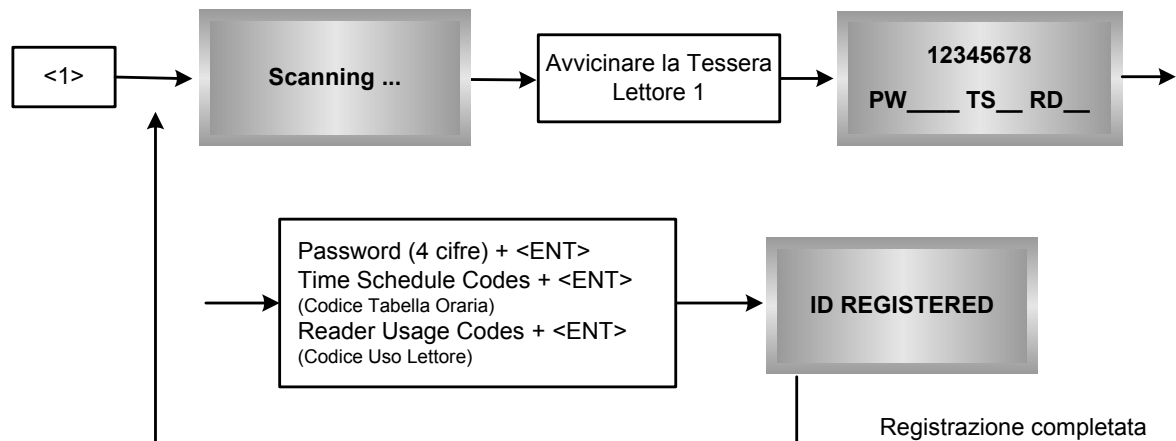 <1>
Scanning ...
Avvicinare la Tessera
Lettore 1
12345678
PW____ TS__ RD__
Password (4 cifre) + <ENT>
Time Schedule Codes + <ENT>
(Codice Tabella Oraria)
Reader Usage Codes + <ENT>
(Codice Uso Lettore)
ID REGISTERED
Registrazione completata